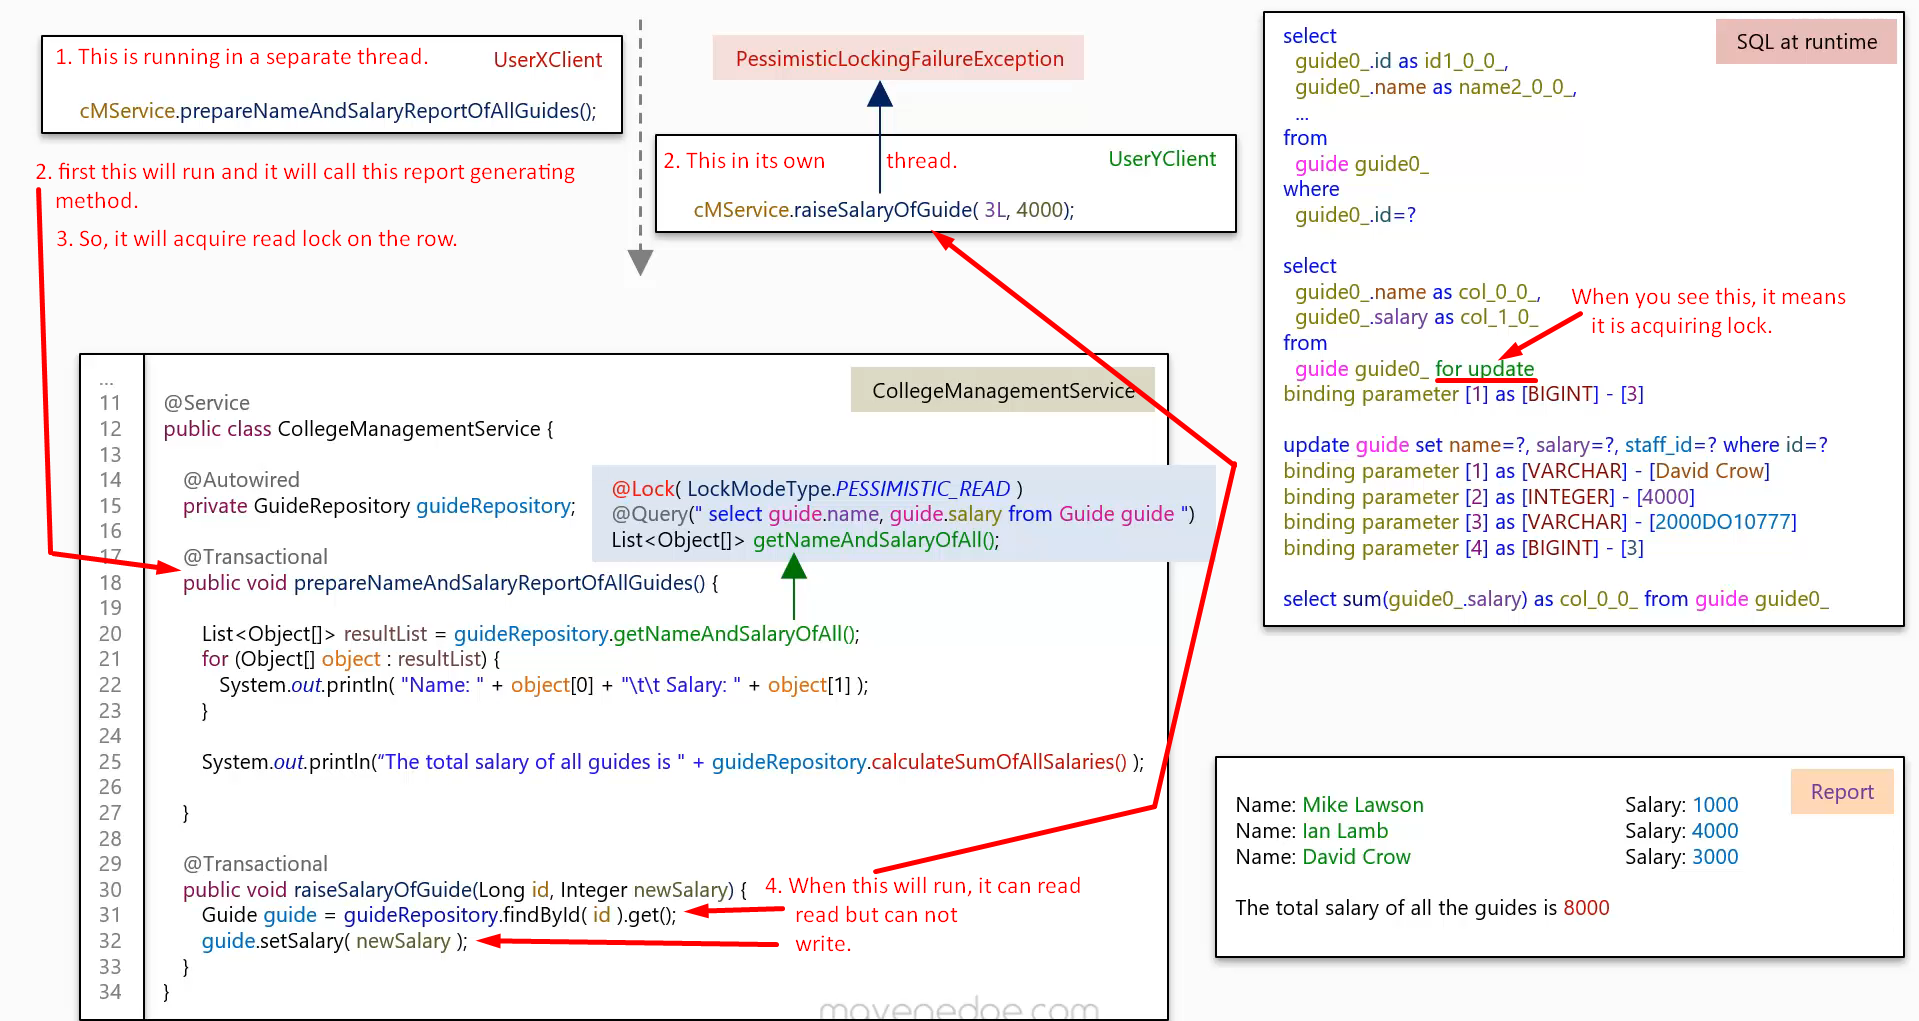 1. This is running in a separate thread.
UserXClient
cMService.prepareNameAndSalaryReportOfAllGuides();
2. first this will run and it will call this report generating
method.
3. So, it will acquire read lock on the row.
PessimisticLockingFailureException
2. This in its own thread.
UserYClient
cMService.raiseSalaryOfGuide( 3L, 4000);
SQL at runtime
select
guide0_.id as id1_0_0_,
guide0_.name as name2_0_0_,
...
from
guide guide0_
where
guide0_.id=?
select
guide0_.name as col_0_0_,
guide0_.salary as col_1_0_
from
guide guide0_ for update
binding parameter [1] as [BIGINT] - [3]
When you see this, it means
it is acquiring lock.
update guide set name=?, salary=?, staff_id=? where id=?
binding parameter [1] as [VARCHAR] - [David Crow]
binding parameter [2] as [INTEGER] - [4000]
binding parameter [3] as [VARCHAR] - [2000DO10777]
binding parameter [4] as [BIGINT] - [3]
select sum(guide0_.salary) as col_0_0_ from guide guide0_
CollegeManagementService
...
11 @Service
12 public class CollegeManagementService {
13
14 @Autowired
15 private GuideRepository guideRepository;
16
17 @Transactional
18 public void prepareNameAndSalaryReportOfAllGuides() {
19
20 List<Object[]> resultList = guideRepository.getNameAndSalaryOfAll();
21 for (Object[] object : resultList) {
22 System.out.println( "Name: " + object[0] + "\t\t Salary: " + object[1] );
23 }
24
25 System.out.println(“The total salary of all guides is " + guideRepository.calculateSumOfAllSalaries() );
26
27 }
28
29 @Transactional
30 public void raiseSalaryOfGuide(Long id, Integer newSalary) {
31 Guide guide = guideRepository.findById( id ).get();
32 guide.setSalary( newSalary );
33 }
34 }
@Lock( LockModeType.PESSIMISTIC_READ )
@Query(" select guide.name, guide.salary from Guide guide ")
List<Object[]> getNameAndSalaryOfAll();
4. When this will run, it can read
read but can not
write.
Report
Name: Mike Lawson Salary: 1000
Name: Ian Lamb Salary: 4000
Name: David Crow Salary: 3000
The total salary of all the guides is 8000